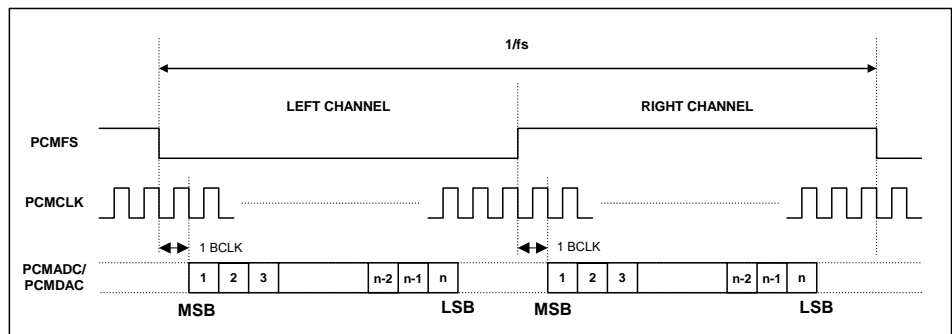 1/fs
LEFT CHANNEL RIGHT CHANNEL
PCMFS
PCMCLK
1 BCLK 1 BCLK
PCMADC/
PCMDAC
1 2 3 n-2 n-1 n 1 2 3 n-2 n-1 n
MSB LSB MSB LSB